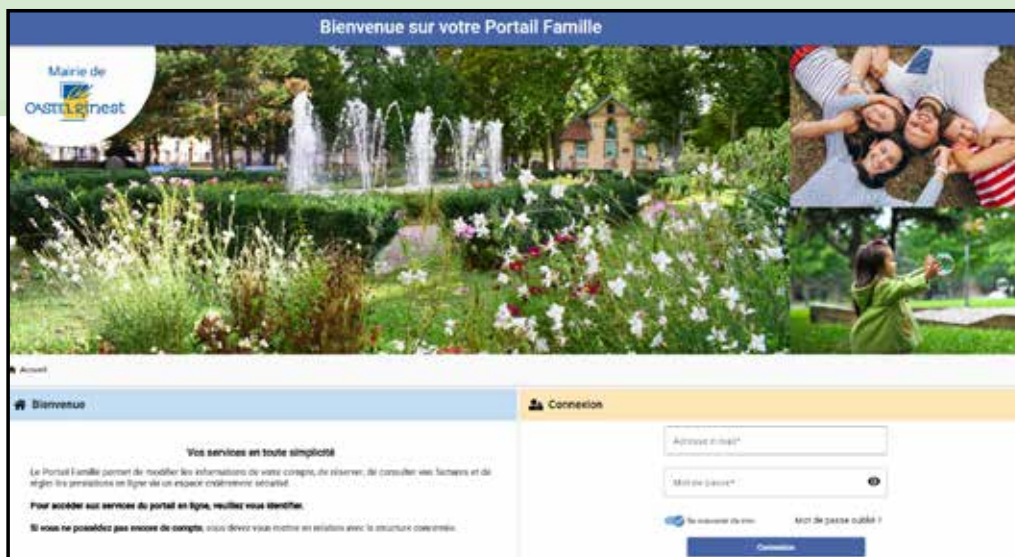 Bienvenue sur votre Portail Famille
Mairie de
CASTELGINEST
Accueil
Bienvenue
Connexion
Vos services en toute simplicité
Le Portail Famille permet de modifier les informations de votre compte, de réserver, de consulter vos factures et de
régler les prestations en ligne via un espace entièrement sécurisé.
Pour accéder aux services du portail en ligne, veuillez vous identifier.
Si vous ne possédez pas encore de compte, vous devez vous mettre en relation avec la structure concernée.
Adresse e-mail*
Mot de passe*
Se souvenir de moi
Mot de passe oublié ?
Connexion